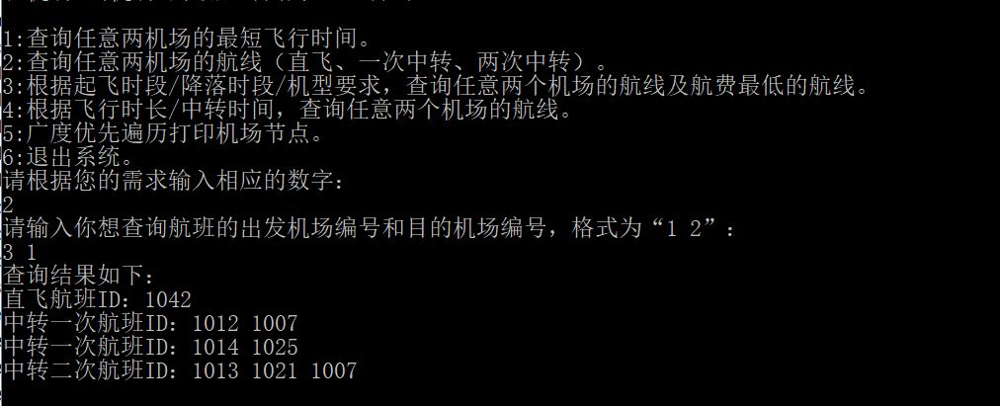 1:查询任意两机场的最短飞行时间。
2:查询任意两机场的航线（直飞、一次中转、两次中转）。
3:根据起飞时段/降落时段/机型要求，查询任意两个机场的航线及航费最低的航线。
4:根据飞行时长/中转时间，查询任意两个机场的航线。
5:广度优先遍历打印机场节点。
6:退出系统。
请根据您的需求输入相应的数字：
2
请输入你想查询航班的出发机场编号和目的机场编号，格式为“1 2”：
3 1
查询结果如下：
直飞航班ID：1042
中转一次航班ID：1012 1007
中转一次航班ID：1014 1025
中转二次航班ID：1013 1021 1007